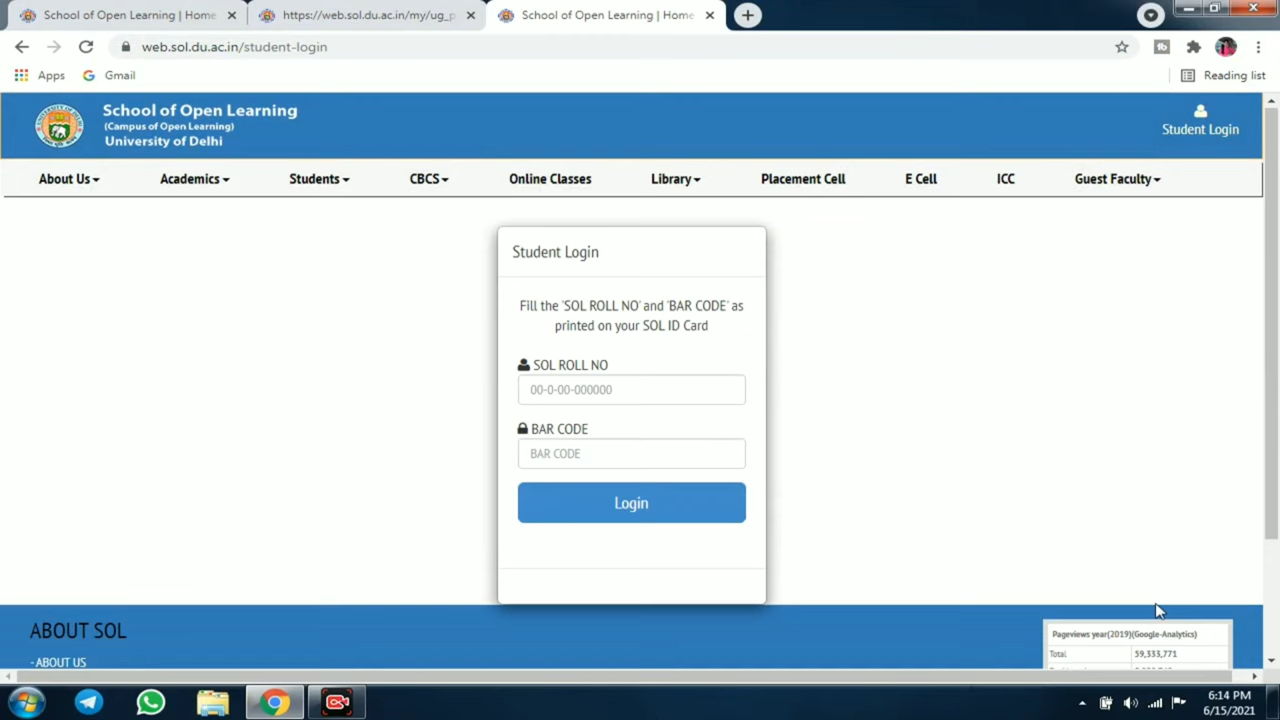 School of Open Learning | Home
https://web.sol.du.ac.in/my/ug_p
School of Open Learning | Home
web.sol.du.ac.in/student-login
Apps
Gmail
Reading list
School of Open Learning
(Campus of Open Learning)
University of Delhi
Student Login
About Us
Academics
Students
CBCS
Online Classes
Library
Placement Cell
E Cell
ICC
Guest Faculty
Student Login
Fill the 'SOL ROLL NO' and 'BAR CODE' as
printed on your SOL ID Card
SOL ROLL NO
00-0-00-000000
BAR CODE
BAR CODE
Login
ABOUT SOL
- ABOUT US
Pageviews year(2019)(Google-Analytics)
Total 59,333,771
6:14 PM
6/15/2021